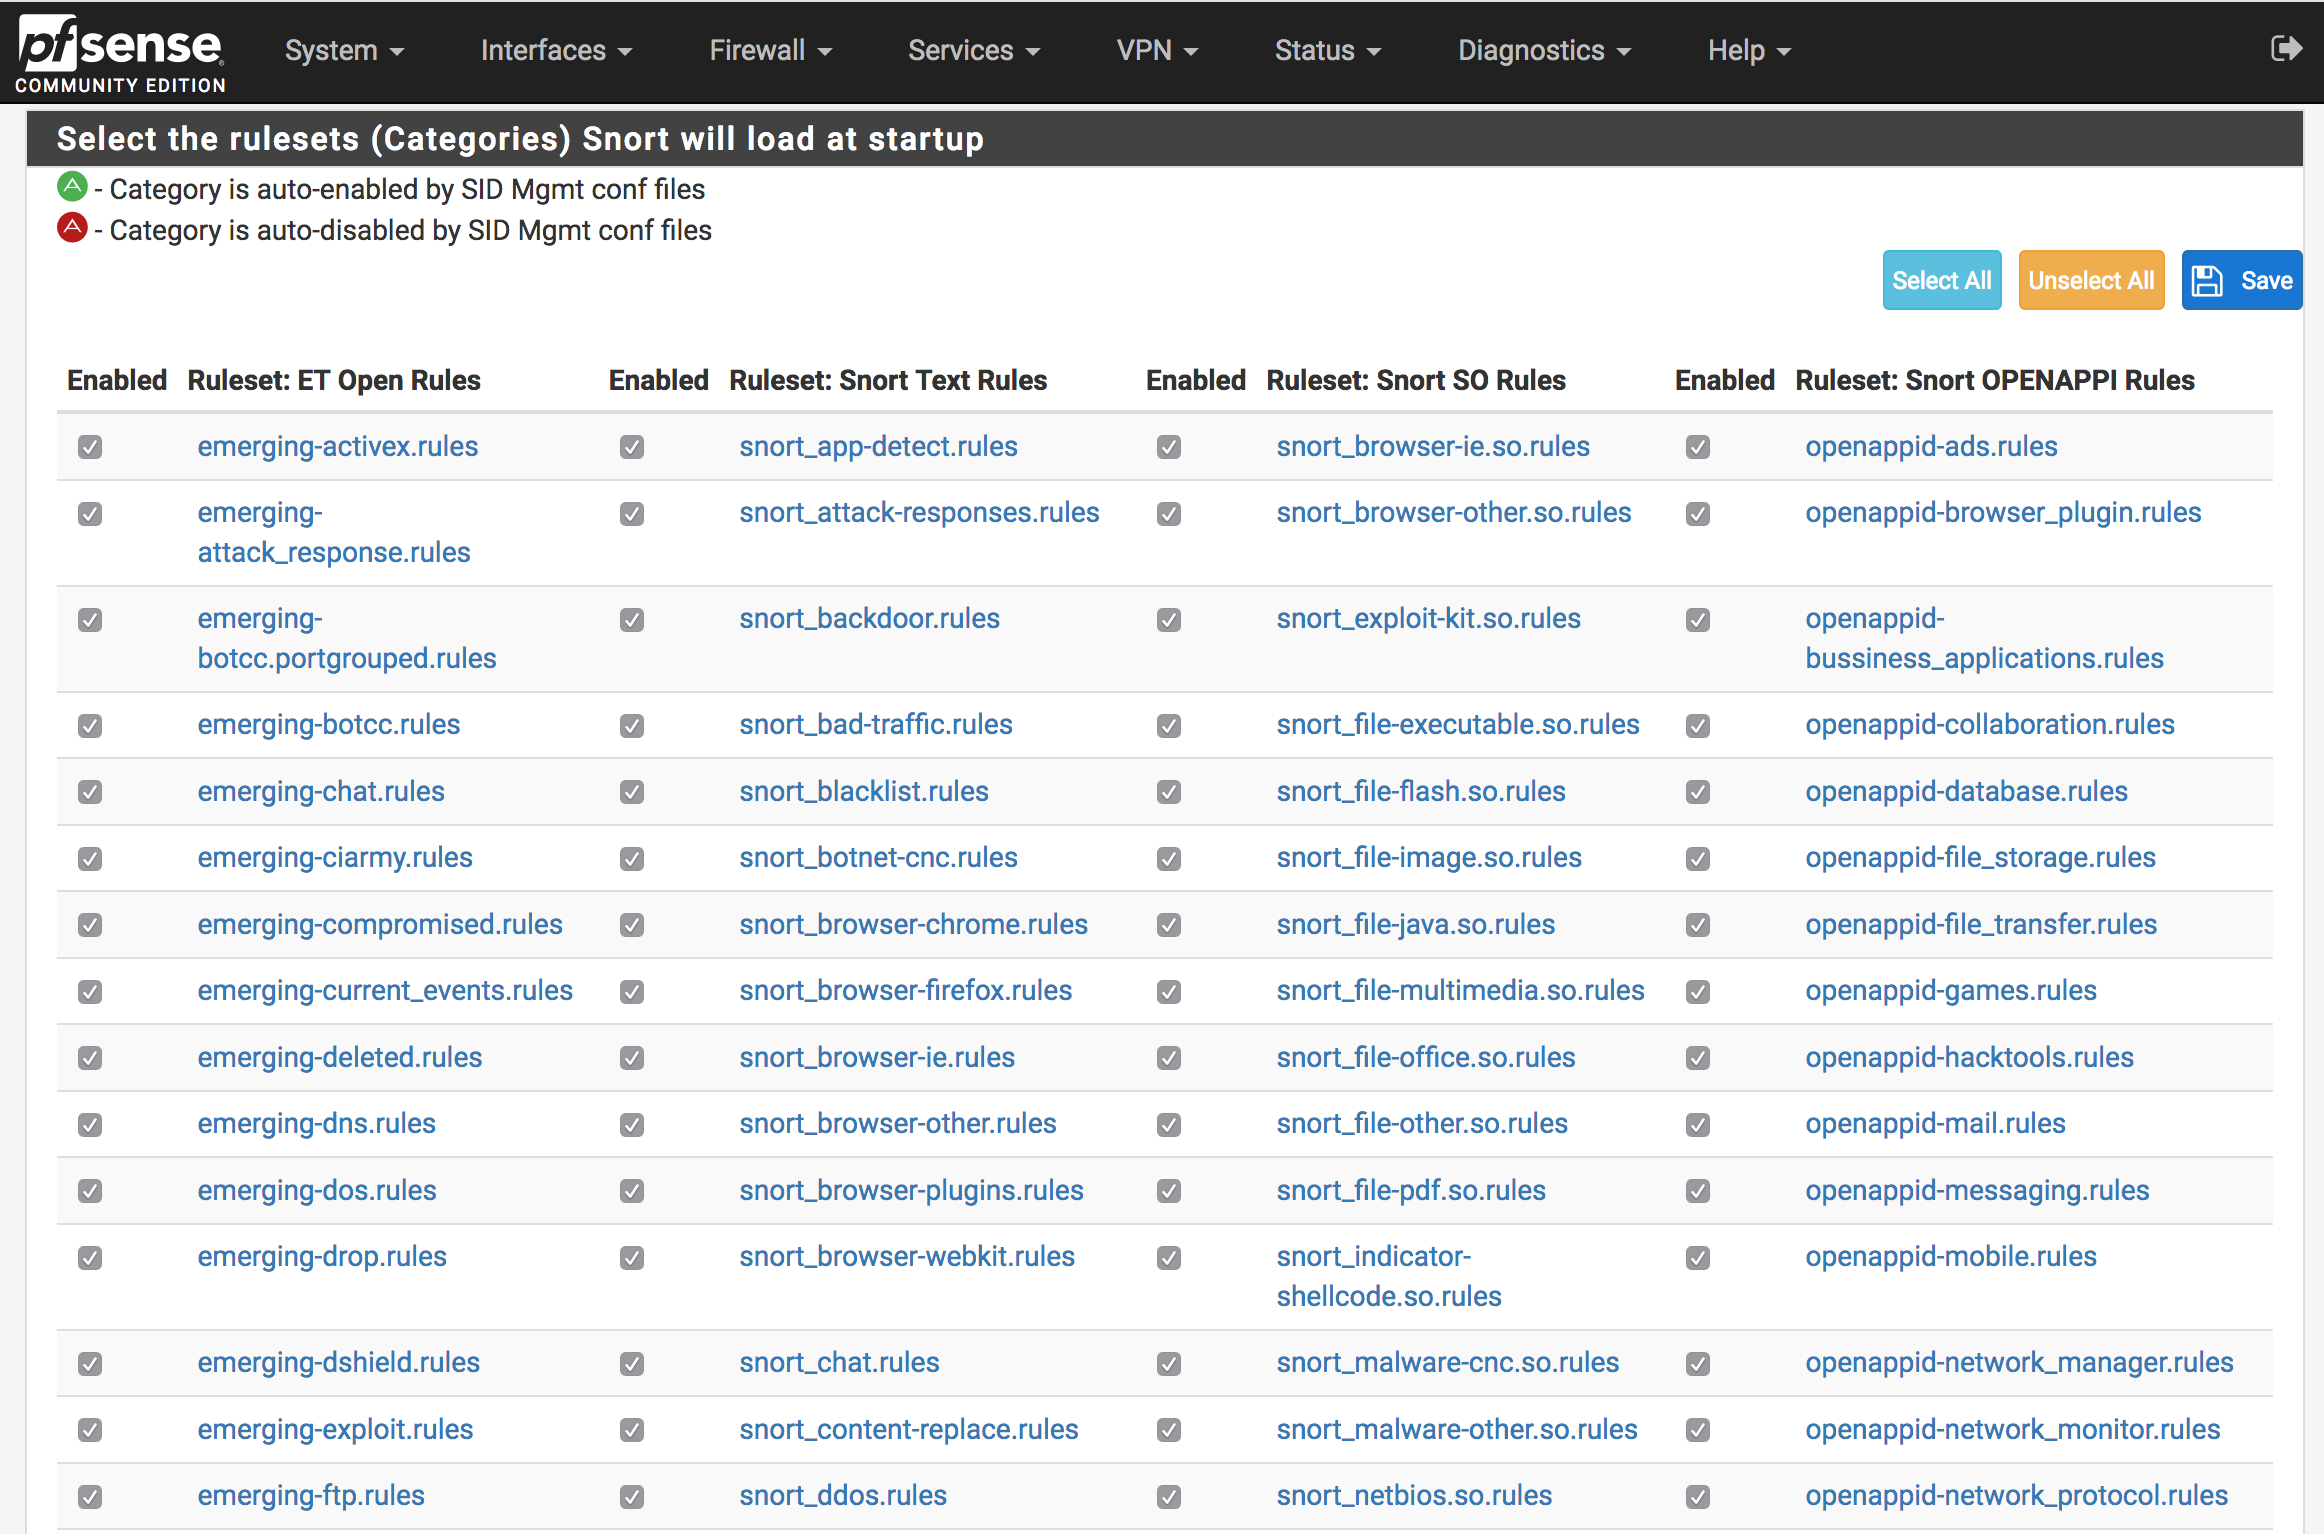 pfsense
COMMUNITY EDITION
System Interfaces Firewall Services VPN Status Diagnostics Help
Select the rulesets (Categories) Snort will load at startup
- Category is auto-enabled by SID Mgmt conf files
- Category is auto-disabled by SID Mgmt conf files
Select All Unselect All Save
Enabled Ruleset: ET Open Rules Enabled Ruleset: Snort Text Rules Enabled Ruleset: Snort SO Rules Enabled Ruleset: Snort OPENAPPI Rules
emerging-activex.rules snort_app-detect.rules snort_browser-ie.so.rules openappid-ads.rules
emerging- snort_attack-responses.rules snort_browser-other.so.rules openappid-browser_plugin.rules
attack_response.rules
emerging- snort_backdoor.rules snort_exploit-kit.so.rules openappid-
botcc.portgrouped.rules bussiness_applications.rules
emerging-botcc.rules snort_bad-traffic.rules snort_file-executable.so.rules openappid-collaboration.rules
emerging-chat.rules snort_blacklist.rules snort_file-flash.so.rules openappid-database.rules
emerging-ciarmy.rules snort_botnet-cnc.rules snort_file-image.so.rules openappid-file_storage.rules
emerging-compromised.rules snort_browser-chrome.rules snort_file-java.so.rules openappid-file_transfer.rules
emerging-current_events.rules snort_browser-firefox.rules snort_file-multimedia.so.rules openappid-games.rules
emerging-deleted.rules snort_browser-ie.rules snort_file-office.so.rules openappid-hacktools.rules
emerging-dns.rules snort_browser-other.rules snort_file-other.so.rules openappid-mail.rules
emerging-dos.rules snort_browser-plugins.rules snort_file-pdf.so.rules openappid-messaging.rules
emerging-drop.rules snort_browser-webkit.rules snort_indicator- openappid-mobile.rules
shellcode.so.rules
emerging-dshield.rules snort_chat.rules snort_malware-cnc.so.rules openappid-network_manager.rules
emerging-exploit.rules snort_content-replace.rules snort_malware-other.so.rules openappid-network_monitor.rules
emerging-ftp.rules snort_ddos.rules snort_netbios.so.rules openappid-network_protocol.rules